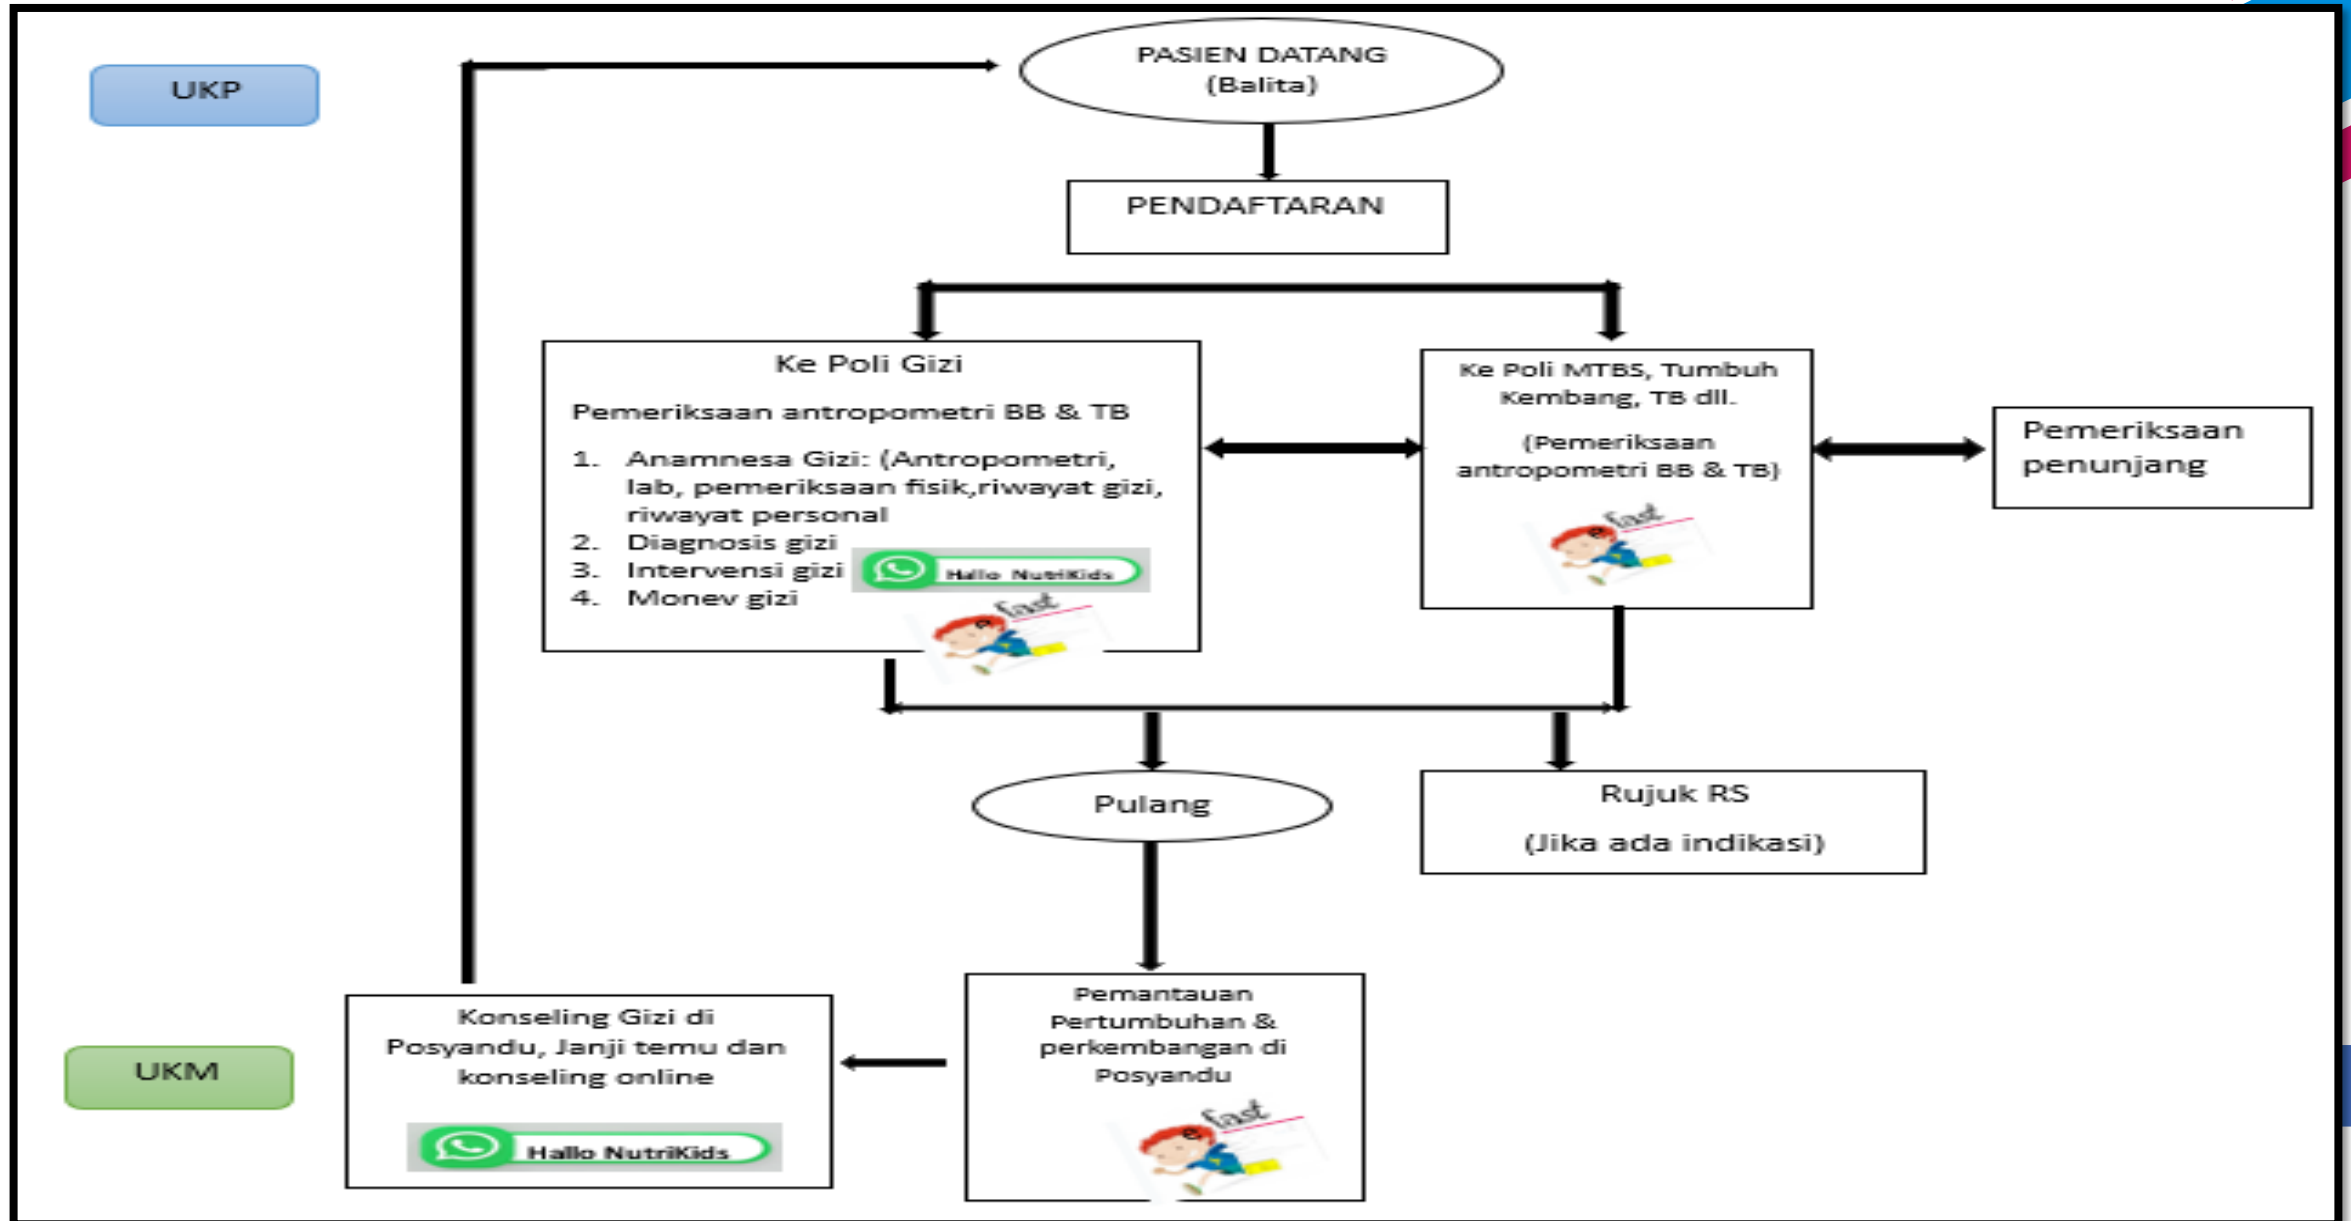 UKP
PASIEN DATANG
(Balita)
PENDAFTARAN
Ke Poli Gizi
Pemeriksaan antropometri BB & TB
1. Anamnesa Gizi: (Antropometri,
lab, pemeriksaan fisik,riwayat gizi,
riwayat personal
2. Diagnosis gizi
3. Intervensi gizi
Hallo NutriKids
4. Monev gizi
e fast
Ke Poli MTBS, Tumbuh
Kembang, TB dll.
(Pemeriksaan
antropometri BB & TB)
e fast
Pemeriksaan
penunjang
Pulang
Rujuk RS
(Jika ada indikasi)
UKM
Konseling Gizi di
Posyandu, Janji temu dan
konseling online
Hallo NutriKids
Pemantauan
Pertumbuhan &
perkembangan di
Posyandu
e fast